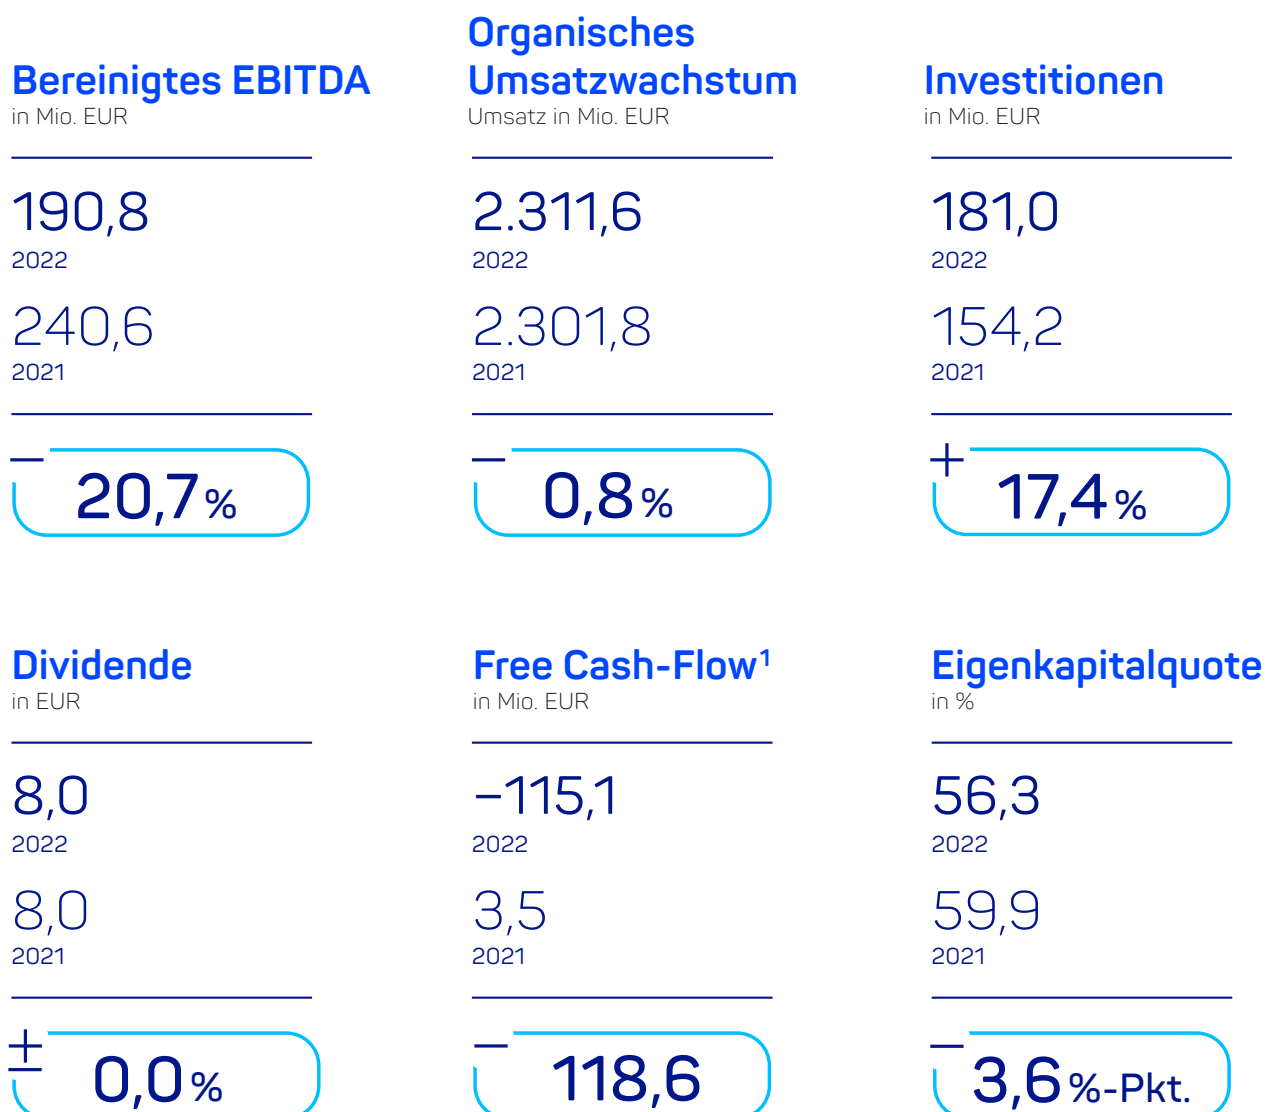 Bereinigtes EBITDA
in Mio. EUR
190,8
2022
240,6
2021
− 20,7 %
Organisches
Umsatzwachstum
Umsatz in Mio. EUR
2.311,6
2022
2.301,8
2021
− 0,8 %
Investitionen
in Mio. EUR
181,0
2022
154,2
2021
+ 17,4 %
Dividende
in EUR
8,0
2022
8,0
2021
± 0,0 %
Free Cash-Flow¹
in Mio. EUR
−115,1
2022
3,5
2021
− 118,6
Eigenkapitalquote
in %
56,3
2022
59,9
2021
− 3,6 %-Pkt.